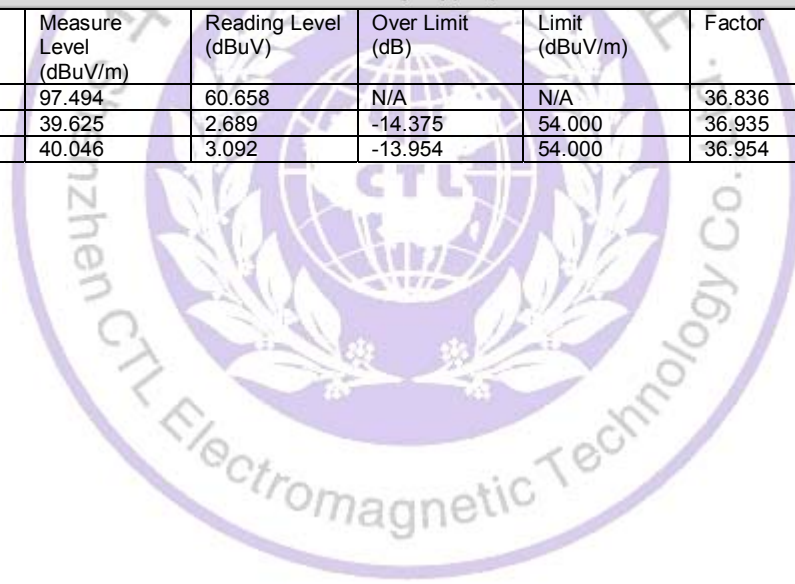 Measure Level (dBuV/m) Reading Level (dBuV) Over Limit (dB) Limit (dBuV/m) Factor
97.494 60.658 N/A N/A 36.836
39.625 2.689 -14.375 54.000 36.935
40.046 3.092 -13.954 54.000 36.954
CTL
nzhen CTL Electromagnetic Technology Co.